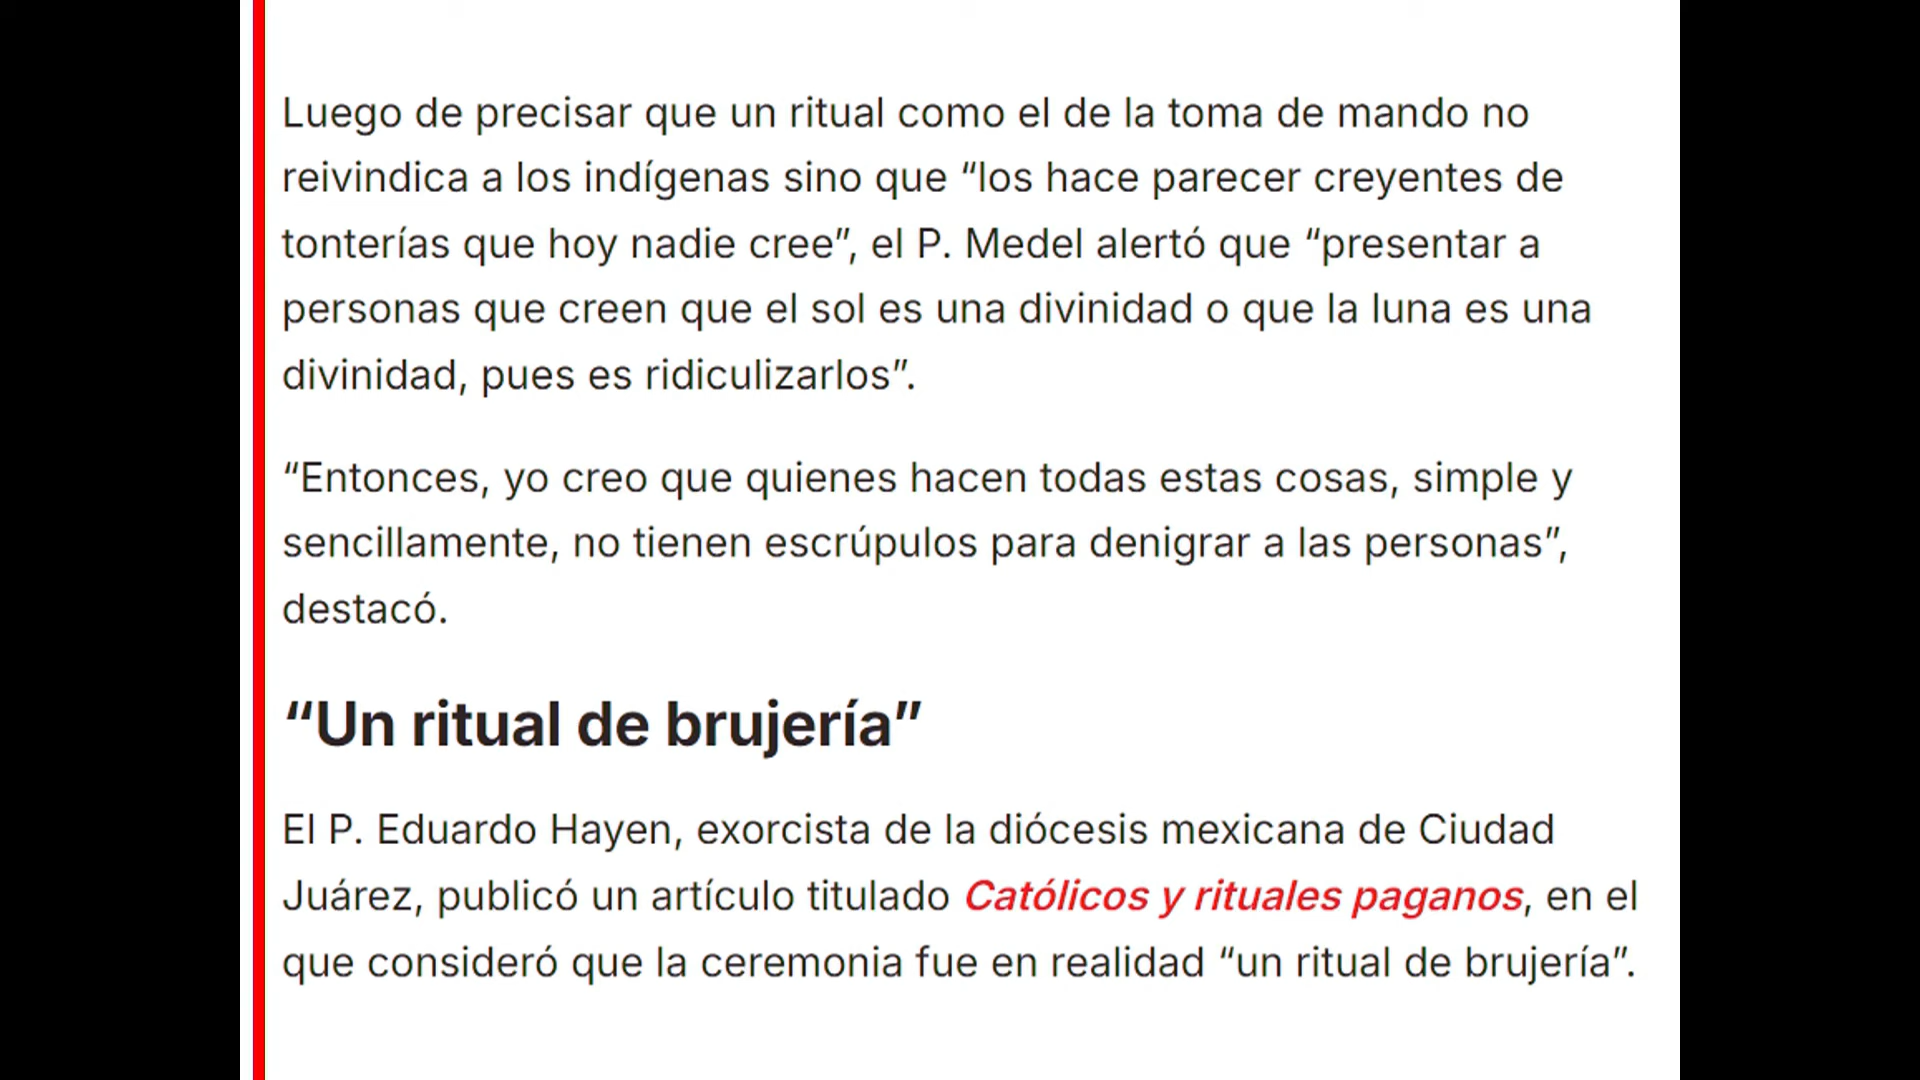 Luego de precisar que un ritual como el de la toma de mando no
reivindica a los indígenas sino que “los hace parecer creyentes de
tonterías que hoy nadie cree”, el P. Medel alertó que “presentar a
personas que creen que el sol es una divinidad o que la luna es una
divinidad, pues es ridiculizarlos”.
“Entonces, yo creo que quienes hacen todas estas cosas, simple y
sencillamente, no tienen escrúpulos para denigrar a las personas”,
destacó.
“Un ritual de brujería”
El P. Eduardo Hayen, exorcista de la diócesis mexicana de Ciudad
Juárez, publicó un artículo titulado Católicos y rituales paganos, en el
que consideró que la ceremonia fue en realidad “un ritual de brujería”.